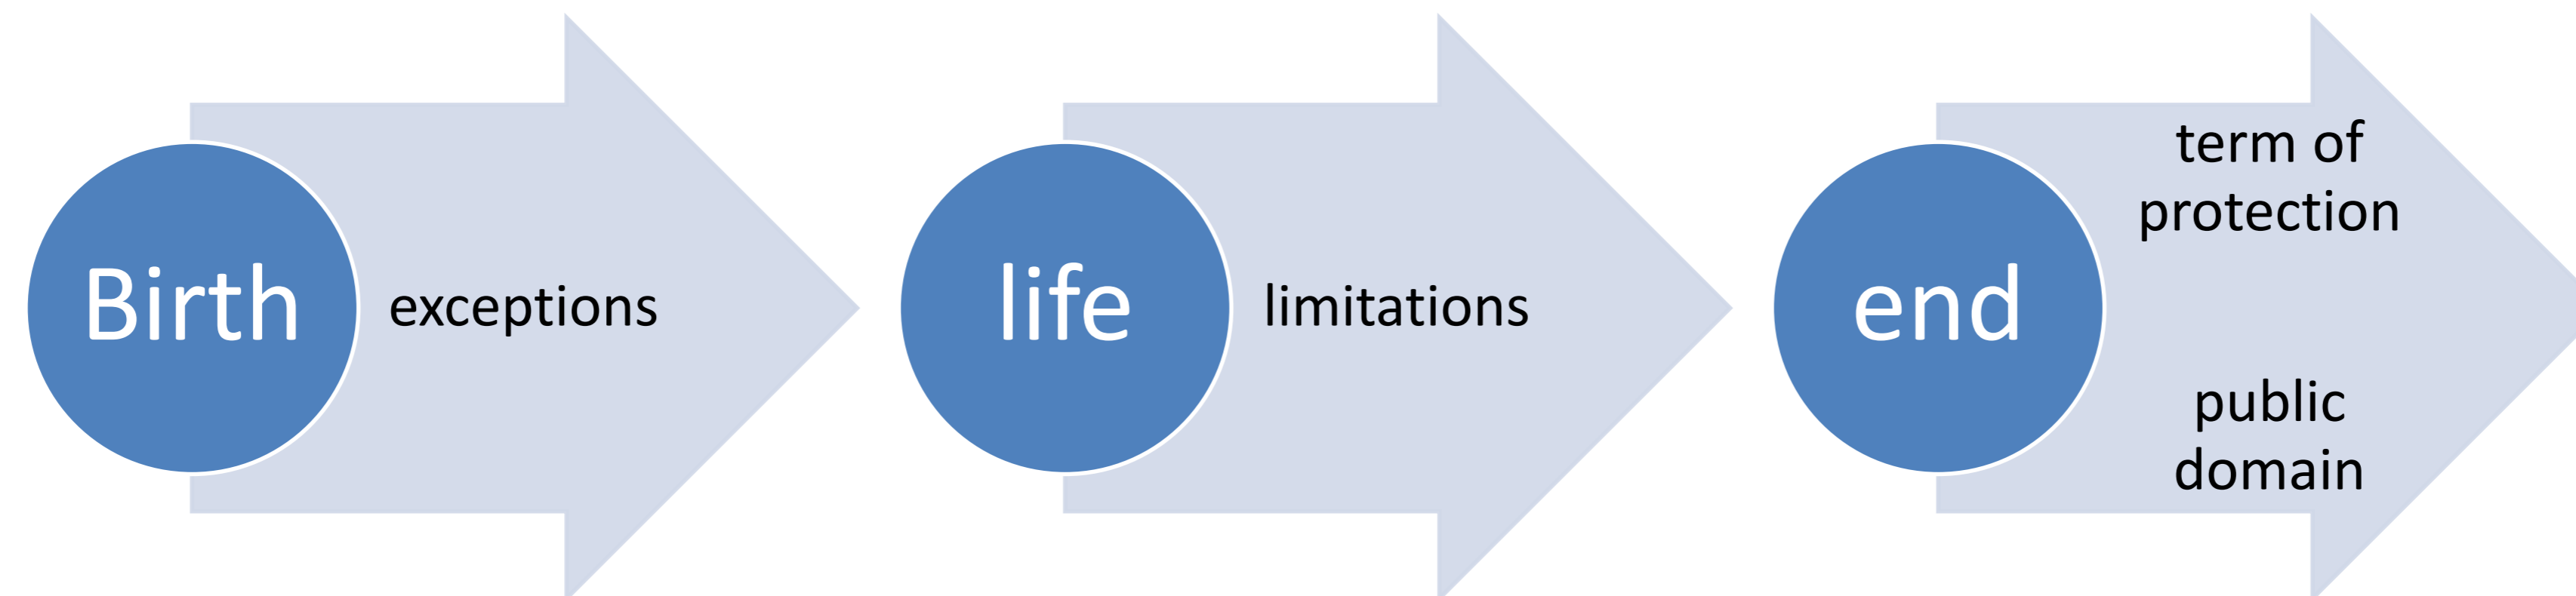 Birth
exceptions
life
limitations
end
term of
protection
public
domain